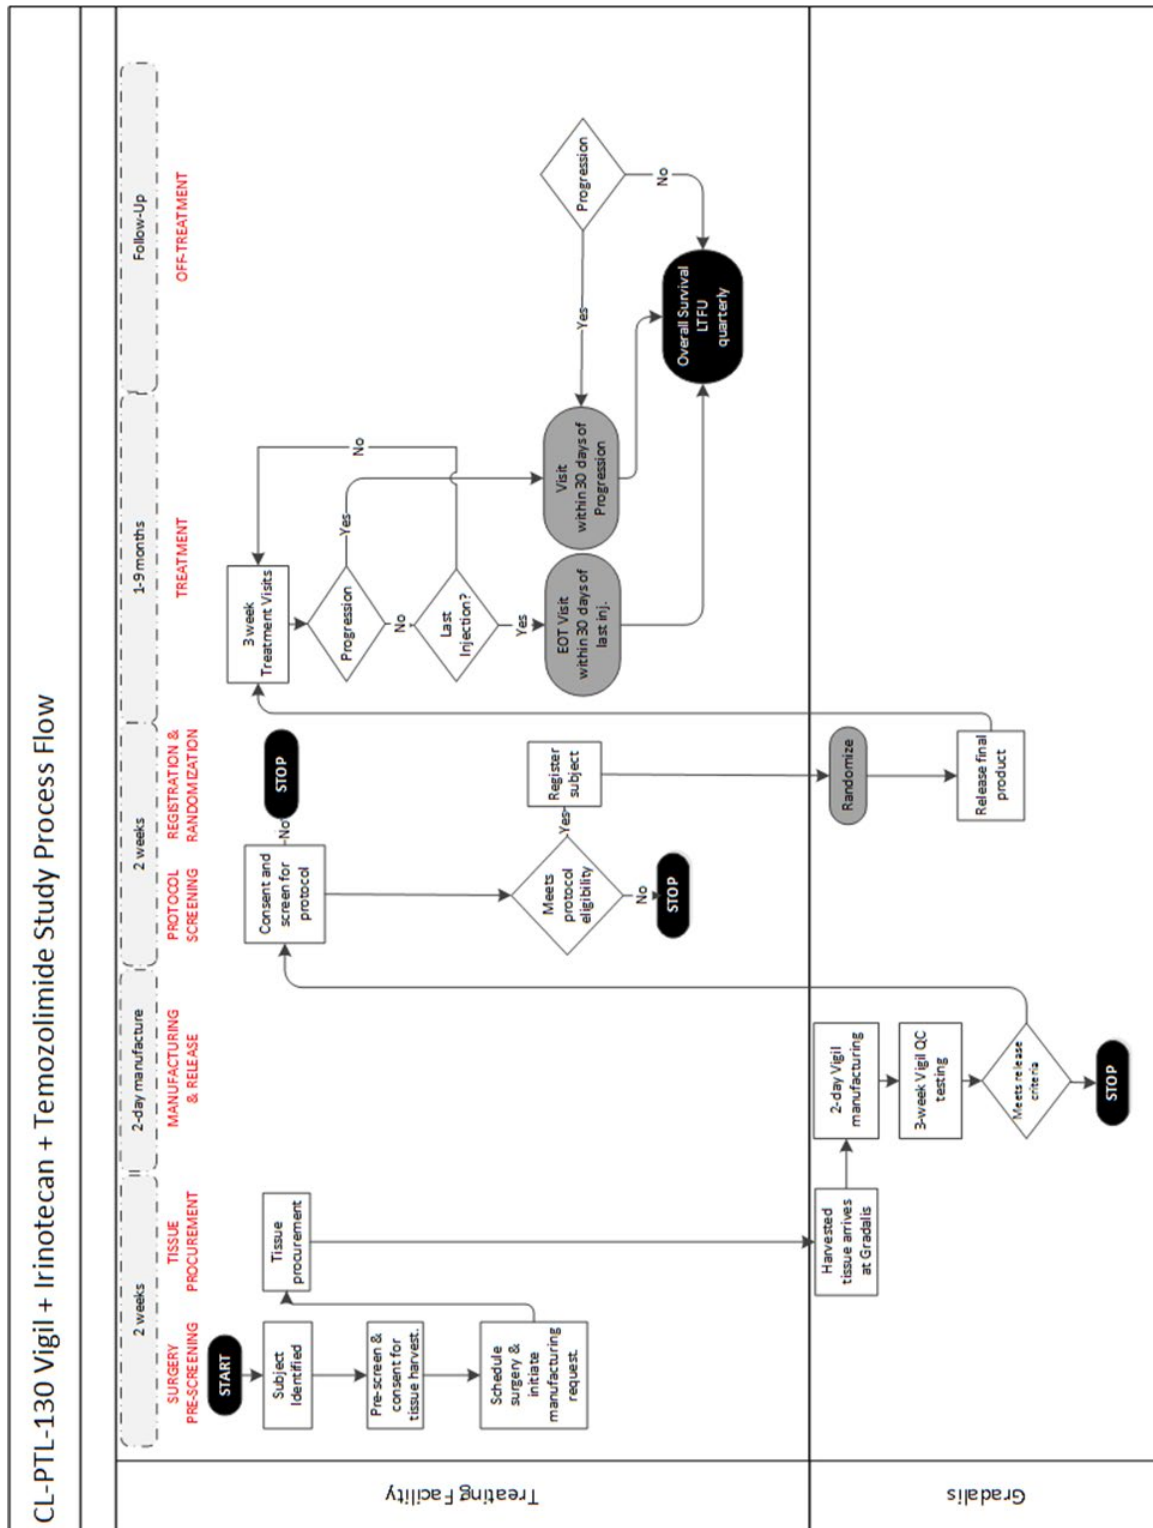 CL-PTL-130 Vigil + Irinotecan + Temozolimide Study Process Flow
2 weeks
2-day manufacture
2 weeks
1-9 months
Follow-Up
SURGERY
PRE-SCREENING
TISSUE
PROCUREMENT
MANUFACTURING
& RELEASE
PROTOCOL
SCREENING
REGISTRATION &
RANDOMIZATION
TREATMENT
OFF-TREATMENT
Treating Facility
START
Subject
Identified
Pre-screen &
consent for
tissue harvest.
Schedule
surgery &
initiate
manufacturing
request.
Tissue
procurement
Consent and
screen for
protocol
No
STOP
Meets
protocol
eligibility
Yes
No
STOP
Register
subject
3 week
Treatment Visits
Progression
Yes
No
Last
Injection?
No
Yes
EOT Visit
within 30 days of
last inj.
Visit
within 30 days of
Progression
Progression
Yes
No
Overall Survival
LTFU
quarterly
Gradalis
Harvested
tissue arrives
at Gradalis
2-day Vigil
manufacturing
3-week Vigil QC
testing
Meets release
criteria
STOP
Randomize
Release final
product